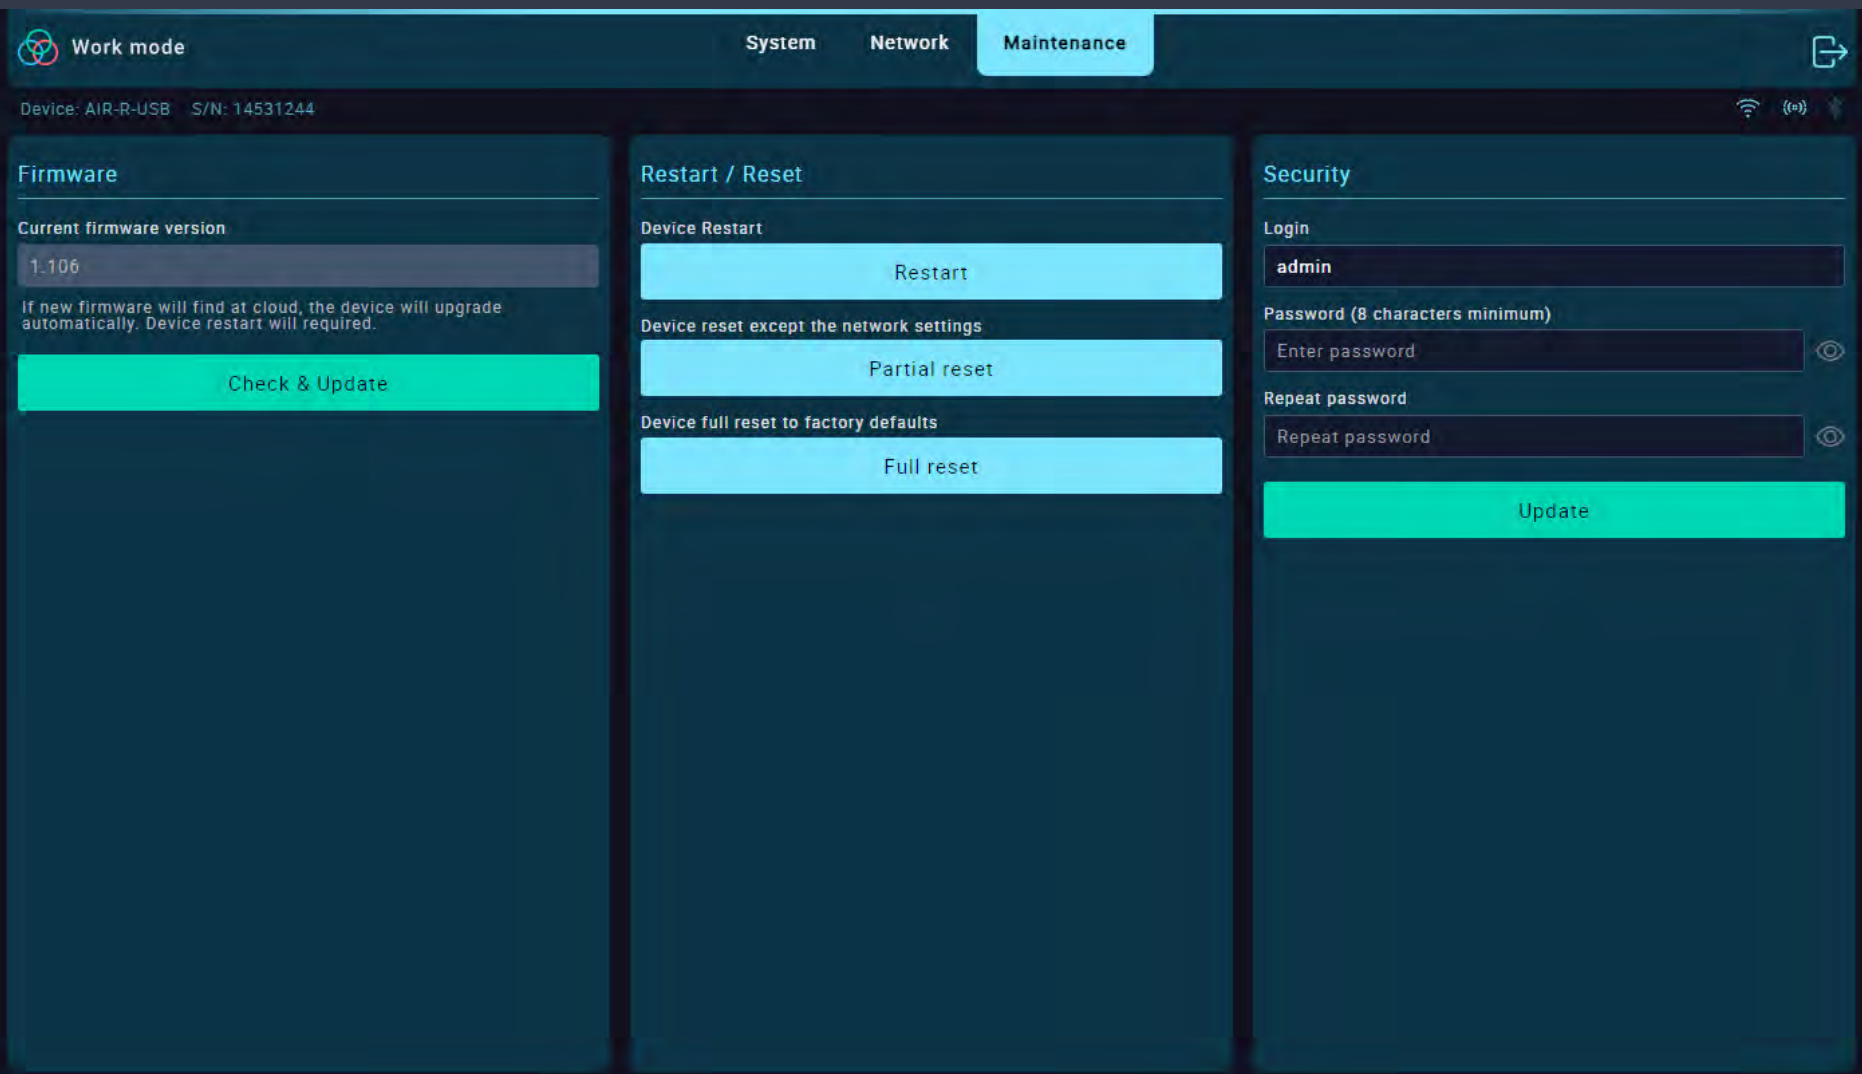 Work mode
System
Network
Maintenance
Device: AIR-R-USB S/N: 14531244
Firmware
Current firmware version
1.106
If new firmware will find at cloud, the device will upgrade
automatically. Device restart will required.
Check & Update
Restart / Reset
Device Restart
Restart
Device reset except the network settings
Partial reset
Device full reset to factory defaults
Full reset
Security
Login
admin
Password (8 characters minimum)
Enter password
Repeat password
Repeat password
Update